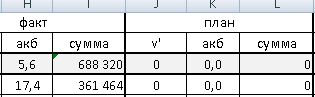 H I J K L
факт план
акб сумма v' акб сумма
5,6 688 320 0 0,0 0
17,4 361 464 0 0,0 0